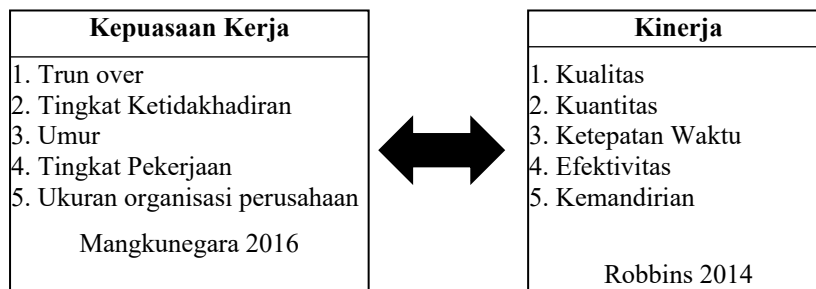 Kepuasaan Kerja
1. Trun over
2. Tingkat Ketidakhadiran
3. Umur
4. Tingkat Pekerjaan
5. Ukuran organisasi perusahaan
Mangkunegara 2016
Kinerja
1. Kualitas
2. Kuantitas
3. Ketepatan Waktu
4. Efektivitas
5. Kemandirian
Robbins 2014